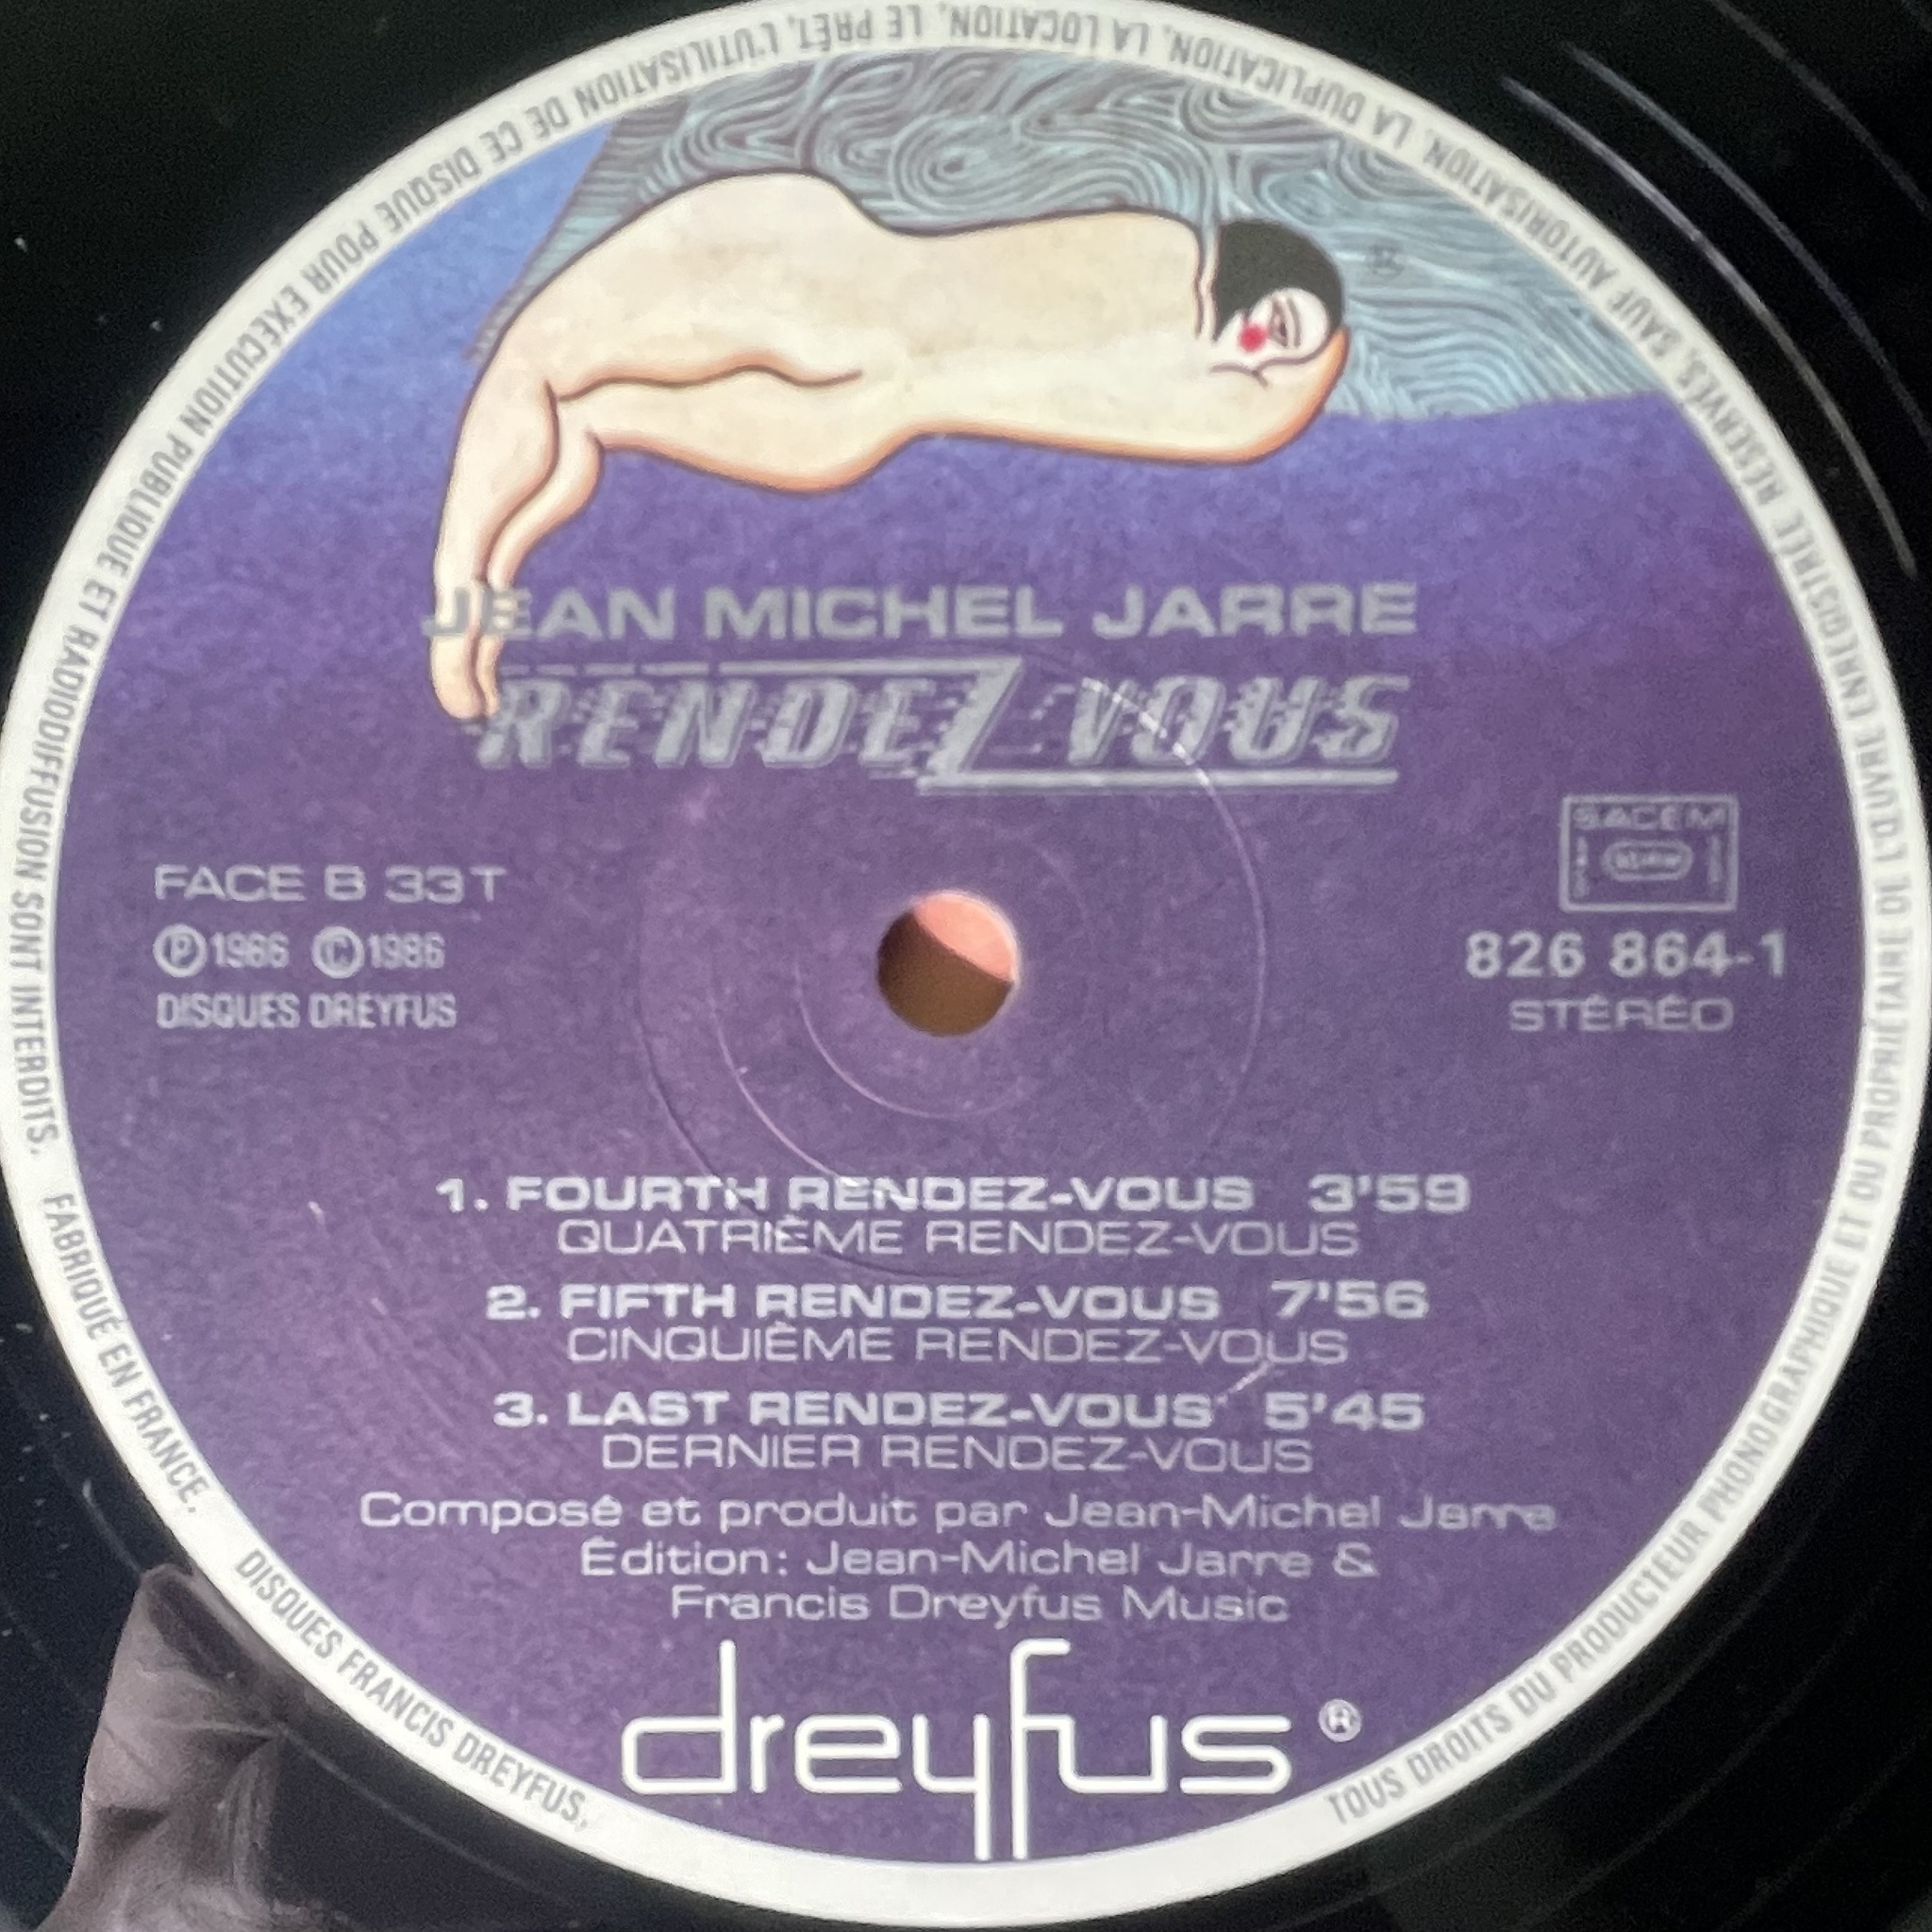 JEAN MICHEL JARRE
RENDEZ VOUS
FACE B 33 T
Ⓟ 1986 Ⓒ 1986
DISQUES DREYFUS
SACEM
826 864-1
STÉRÉO
1. FOURTH RENDEZ-VOUS 3'59
QUATRIÈME RENDEZ-VOUS
2. FIFTH RENDEZ-VOUS 7'56
CINQUIÈME RENDEZ-VOUS
3. LAST RENDEZ-VOUS 5'45
DERNIER RENDEZ-VOUS
Composé et produit par Jean-Michel Jarre
Édition: Jean-Michel Jarre &
Francis Dreyfus Music
dreyfus ®
TOUS DROITS DU PRODUCTEUR PHONOGRAPHIQUE ET DU PROPRIÉTAIRE DE L'ŒUVRE ENREGISTRÉE RÉSERVÉS. SAUF AUTORISATION, LA DUPLICATION, LA LOCATION, LE PRÊT, L'UTILISATION DE CE DISQUE POUR EXECUTION PUBLIQUE ET RADIODIFFUSION SONT INTERDITS. FABRIQUÉ EN FRANCE. DISQUES FRANCIS DREYFUS.